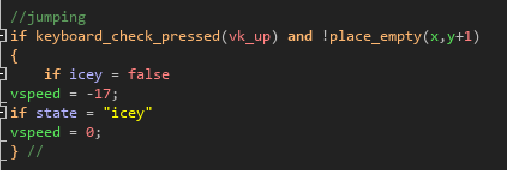 //jumping
if keyboard_check_pressed(vk_up) and !place_empty(x,y+1)
{
if icey = false
vspeed = -17;
if state = "icey"
vspeed = 0;
} //